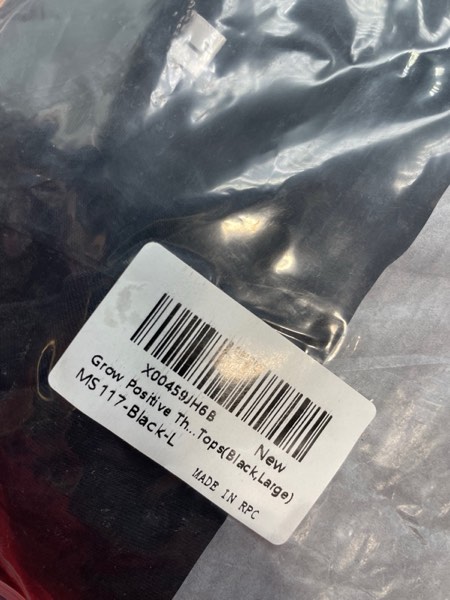 X00459JH6B
New
Grow Positive Th...Tops(Black,Large)
MS117-Black-L
MADE IN RPC